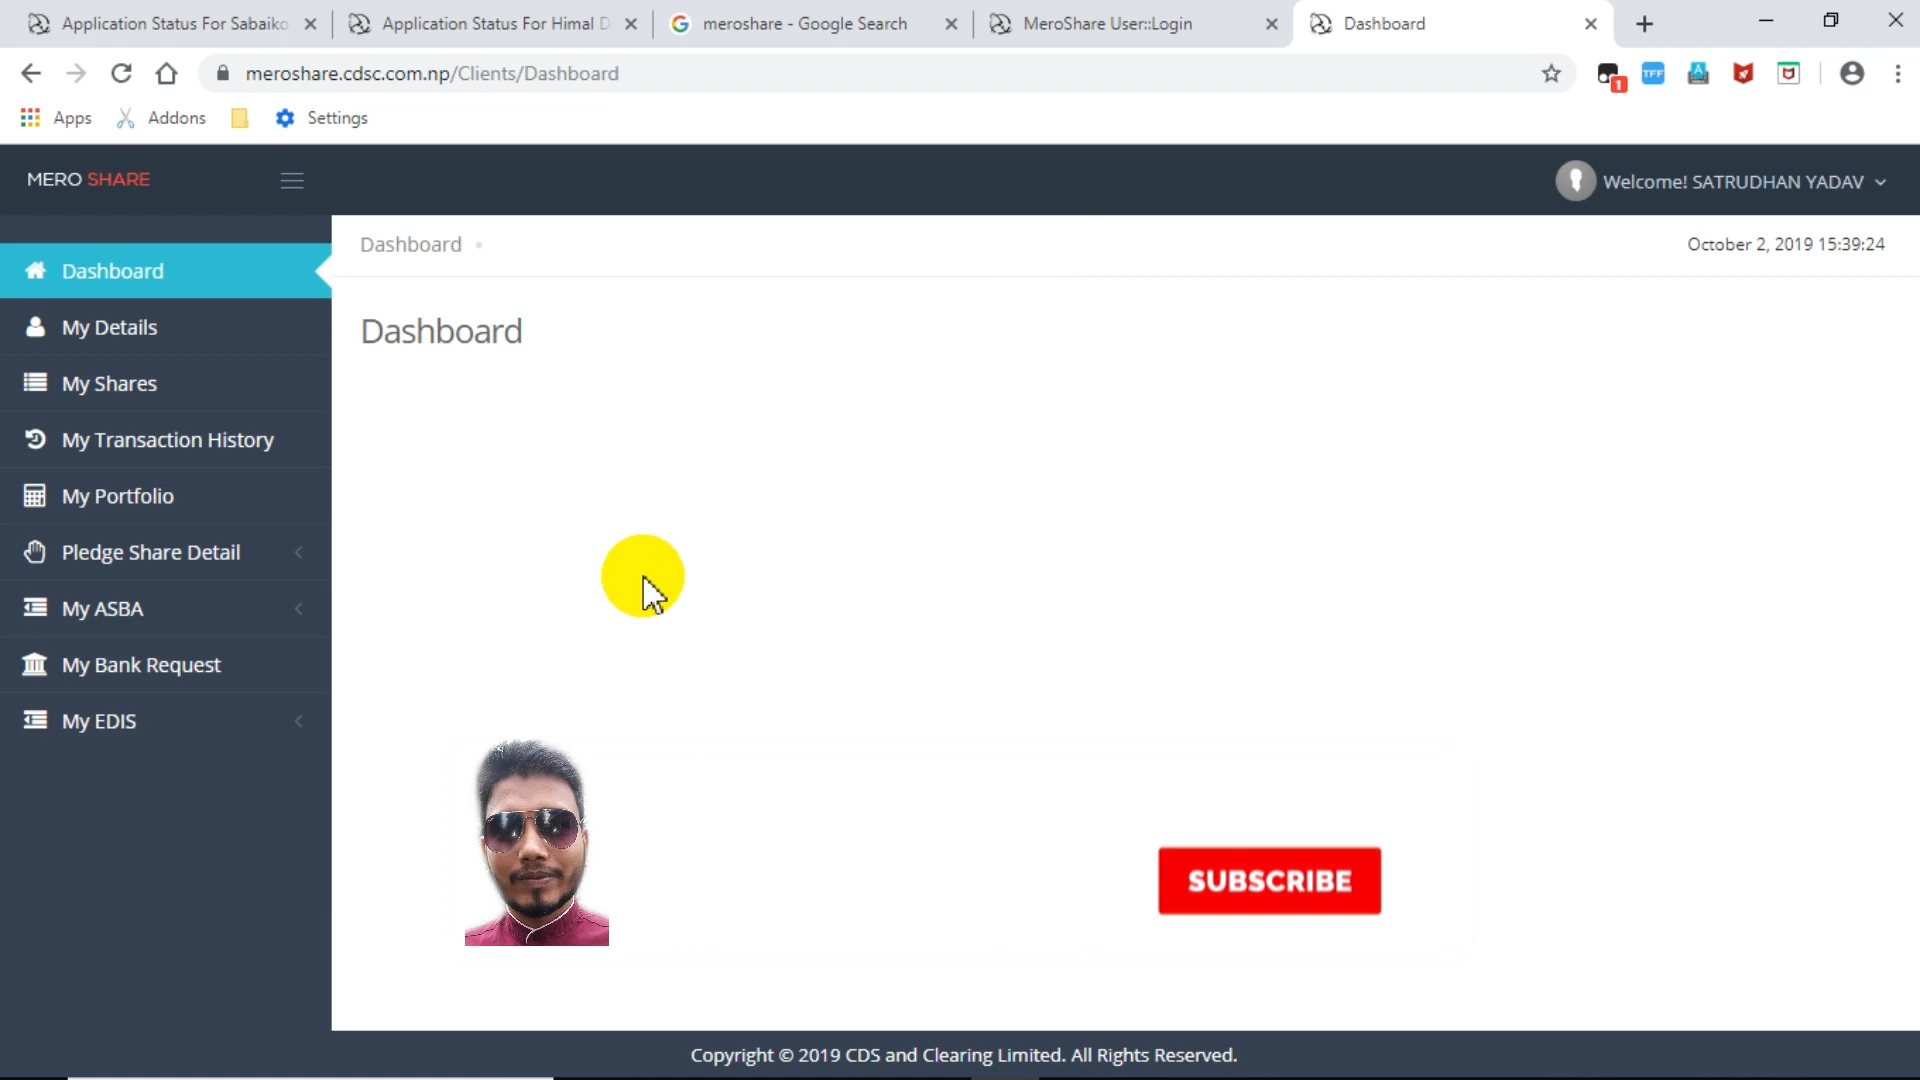 Application Status For Sabaiko
Application Status For Himal D
meroshare - Google Search
MeroShare User::Login
Dashboard
meroshare.cdsc.com.np/Clients/Dashboard
1
TFF
Apps
Addons
Settings
MERO SHARE
Welcome! SATRUDHAN YADAV
Dashboard
My Details
My Shares
My Transaction History
My Portfolio
Pledge Share Detail
My ASBA
My Bank Request
My EDIS
Dashboard
October 2, 2019 15:39:24
Dashboard
SUBSCRIBE
Copyright © 2019 CDS and Clearing Limited. All Rights Reserved.